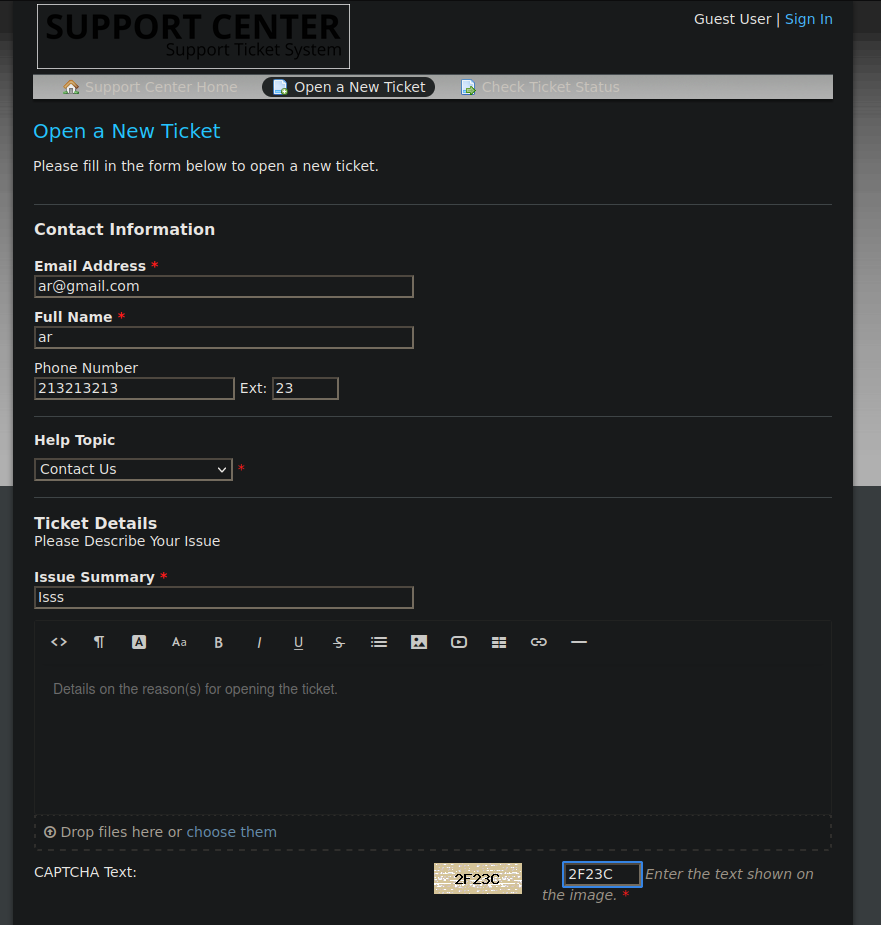 SUPPORT CENTER
Support Ticket System
Guest User | Sign In
Support Center Home
Open a New Ticket
Check Ticket Status
Open a New Ticket
Please fill in the form below to open a new ticket.
Contact Information
Email Address *
ar@gmail.com
Full Name *
ar
Phone Number
213213213 Ext: 23
Help Topic
Contact Us *
Ticket Details
Please Describe Your Issue
Issue Summary *
Isss
<> ¶ A Aa B I U S
Details on the reason(s) for opening the ticket.
Drop files here or choose them
CAPTCHA Text: 2F23C 2F23C Enter the text shown on
the image. *